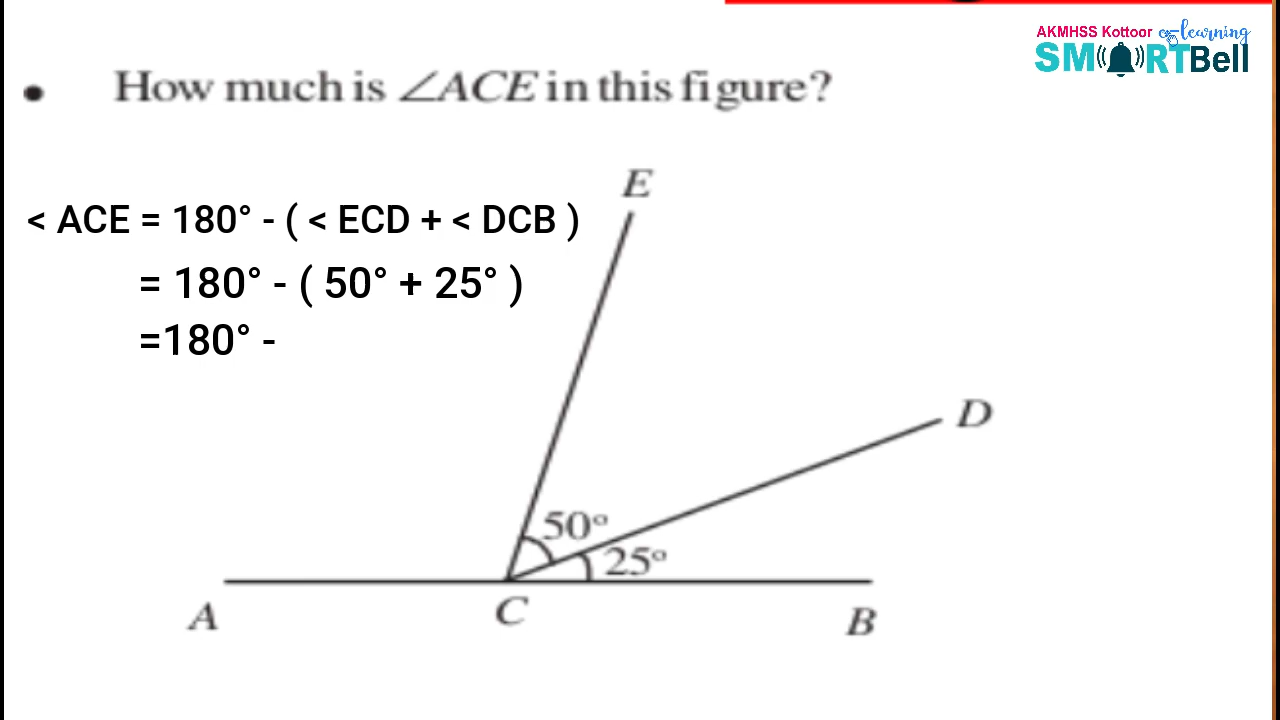 AKMHSS Kottoor e-learning
SMARTBell
• How much is ∠ACE in this figure?
E
< ACE = 180° - ( < ECD + < DCB )
= 180° - ( 50° + 25° )
=180° -
D
50°
25°
A
C
B